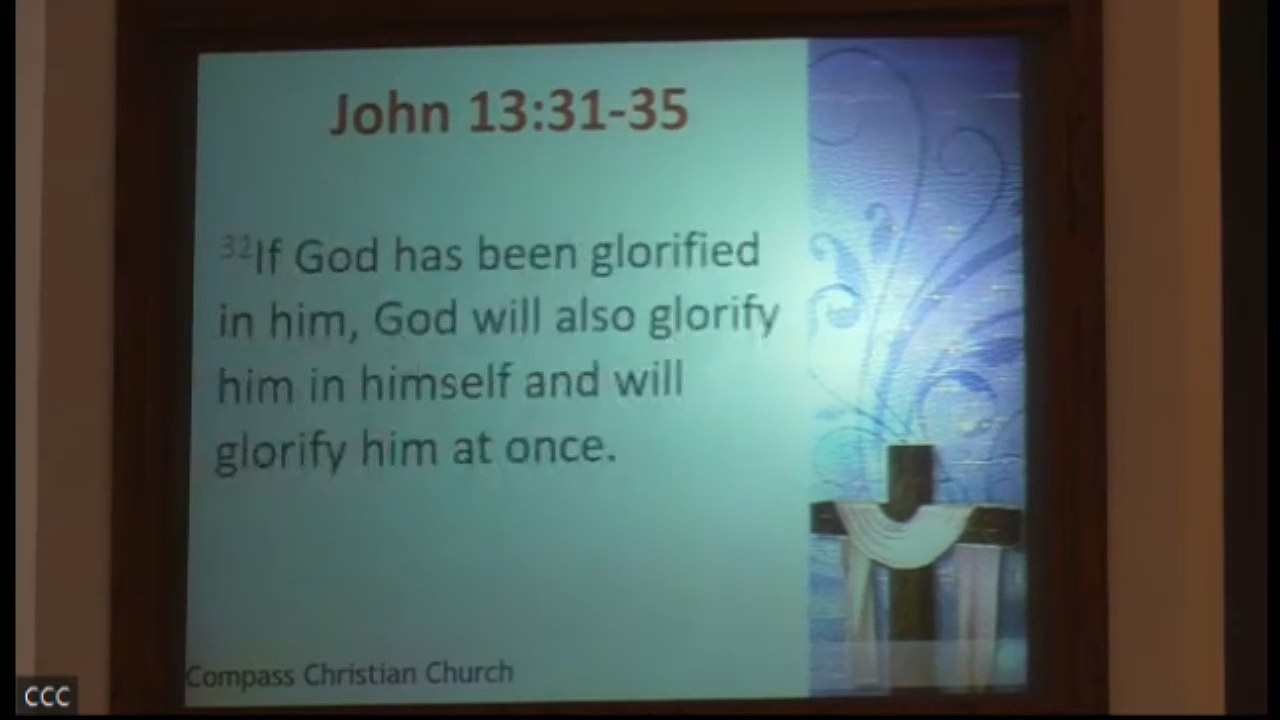 John 13:31-35
32If God has been glorified
in him, God will also glorify
him in himself and will
glorify him at once.
Compass Christian Church
CCC